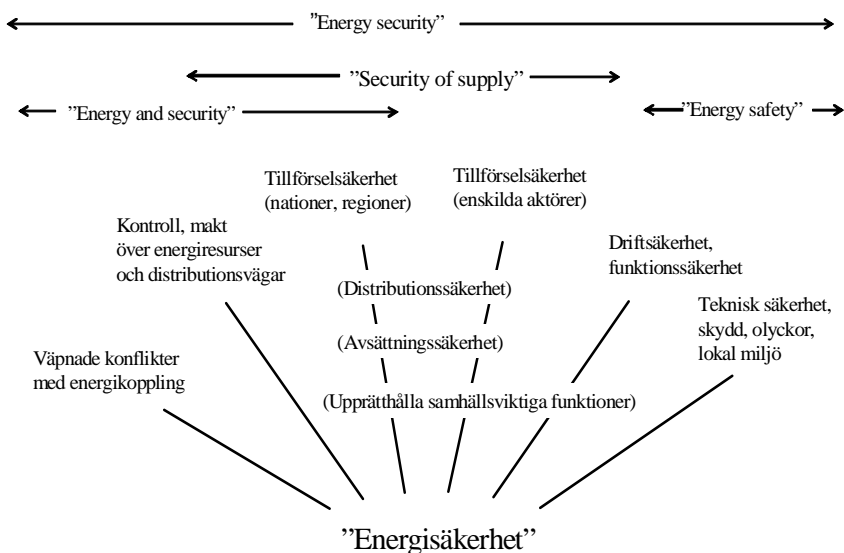 ”Energy security”
”Security of supply”
”Energy and security”
”Energy safety”
Tillförselsäkerhet
(nationer, regioner)
Tillförselsäkerhet
(enskilda aktörer)
Kontroll, makt
över energiresurser
och distributionsvägar
Driftsäkerhet,
funktionssäkerhet
(Distributionssäkerhet)
Teknisk säkerhet,
skydd, olyckor,
lokal miljö
(Avsättningssäkerhet)
Väpnade konflikter
med energikoppling
(Upprätthålla samhällsviktiga funktioner)
”Energisäkerhet”